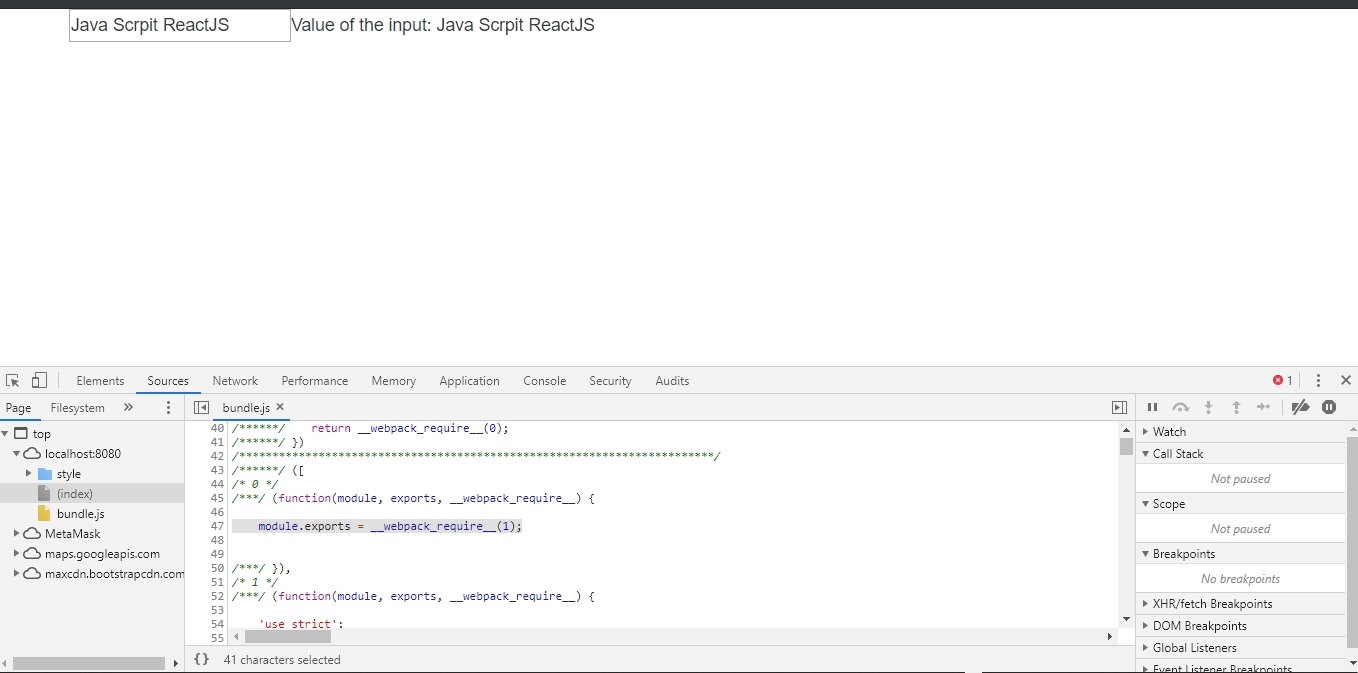 Java Scrpit ReactJS Value of the input: Java Scrpit ReactJS
Elements Sources Network Performance Memory Application Console Security Audits 1
Page Filesystem
bundle.js
top
localhost:8080
style
(index)
bundle.js
MetaMask
maps.googleapis.com
maxcdn.bootstrapcdn.com
40 /******/ return __webpack_require__(0);
41 /******/ })
42 /************************************************************************/
43 /******/ ([
44 /* 0 */
45 /***/ (function(module, exports, __webpack_require__) {
46
47 module.exports = __webpack_require__(1);
48
49
50 /***/ }),
51 /* 1 */
52 /***/ (function(module, exports, __webpack_require__) {
53
54 'use strict';
55
{} 41 characters selected
Watch
Call Stack
Not paused
Scope
Not paused
Breakpoints
No breakpoints
XHR/fetch Breakpoints
DOM Breakpoints
Global Listeners
Event Listener Breakpoints